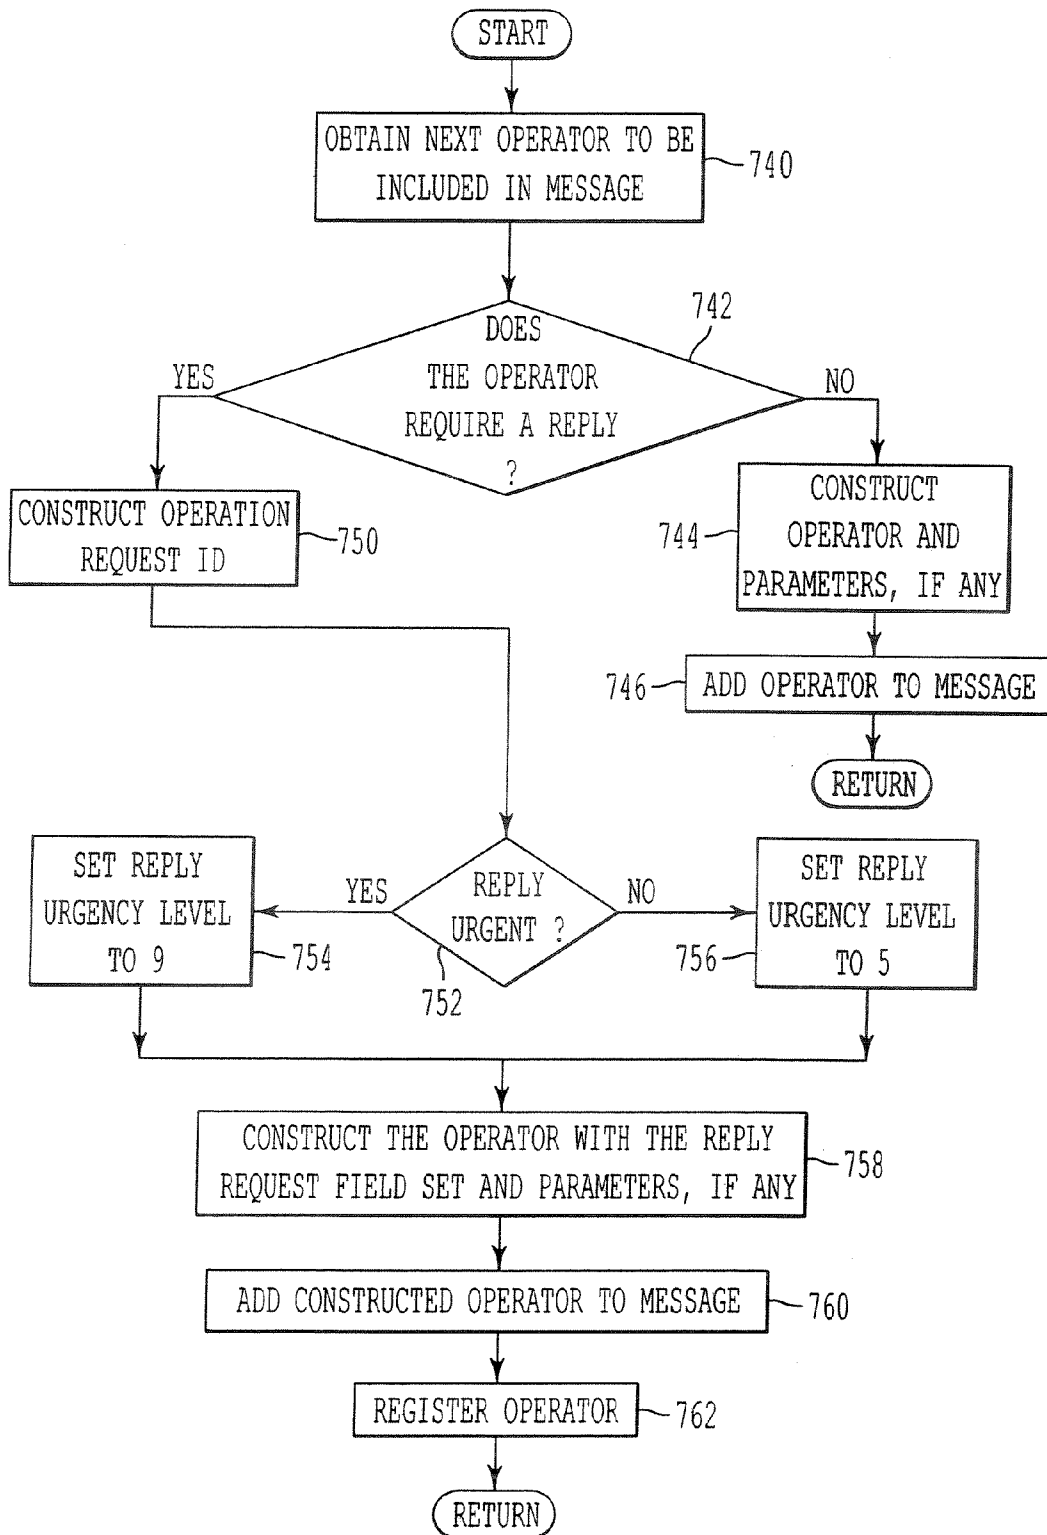 START
OBTAIN NEXT OPERATOR TO BE
INCLUDED IN MESSAGE
740
742
DOES
THE OPERATOR
REQUIRE A REPLY
?
YES
NO
CONSTRUCT OPERATION
REQUEST ID
750
CONSTRUCT
OPERATOR AND
PARAMETERS, IF ANY
744
746
ADD OPERATOR TO MESSAGE
RETURN
REPLY
URGENT ?
752
YES
NO
SET REPLY
URGENCY LEVEL
TO 9
754
SET REPLY
URGENCY LEVEL
TO 5
756
CONSTRUCT THE OPERATOR WITH THE REPLY
REQUEST FIELD SET AND PARAMETERS, IF ANY
758
ADD CONSTRUCTED OPERATOR TO MESSAGE
760
REGISTER OPERATOR
762
RETURN